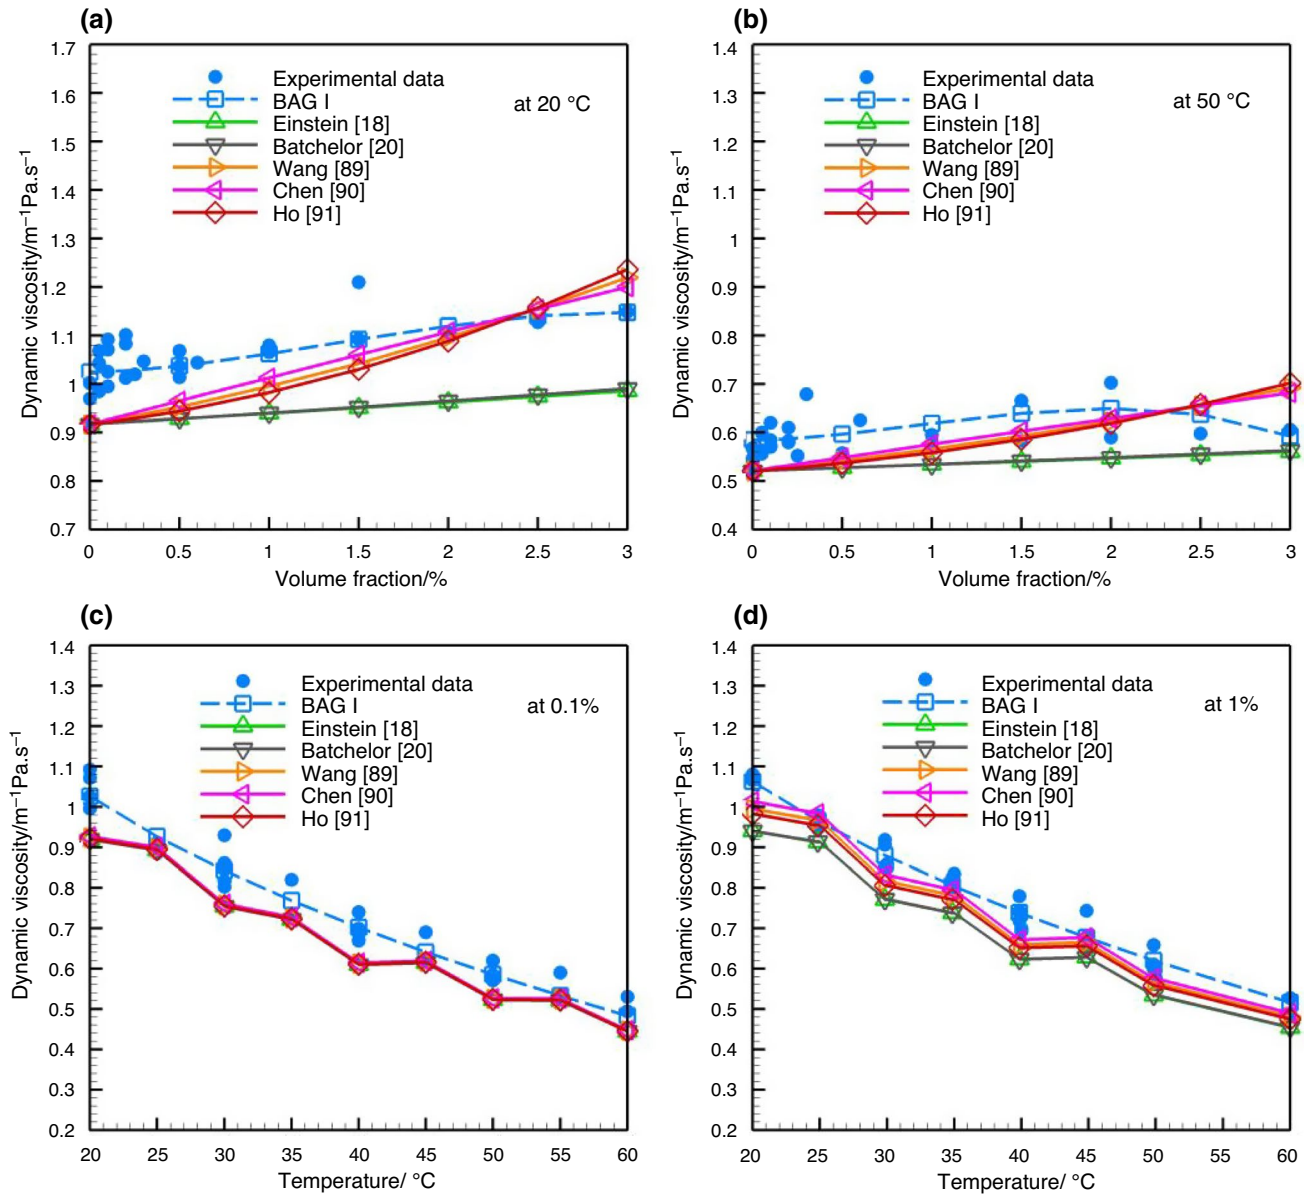 (a)
1.7
1.6
1.5
1.4
1.3
1.2
1.1
1
0.9
0.8
0.7
Dynamic viscosity/m⁻¹Pa.s⁻¹
Experimental data
BAG I
Einstein [18]
Batchelor [20]
Wang [89]
Chen [90]
Ho [91]
at 20 °C
0 0.5 1 1.5 2 2.5 3
Volume fraction/%
(b)
1.4
1.3
1.2
1.1
1
0.9
0.8
0.7
0.6
0.5
0.4
Dynamic viscosity/m⁻¹Pa.s⁻¹
Experimental data
BAG I
Einstein [18]
Batchelor [20]
Wang [89]
Chen [90]
Ho [91]
at 50 °C
0 0.5 1 1.5 2 2.5 3
Volume fraction/%
(c)
1.4
1.3
1.2
1.1
1
0.9
0.8
0.7
0.6
0.5
0.4
0.3
0.2
Dynamic viscosity/m⁻¹Pa.s⁻¹
Experimental data
BAG I
Einstein [18]
Batchelor [20]
Wang [89]
Chen [90]
Ho [91]
at 0.1%
20 25 30 35 40 45 50 55 60
Temperature/ °C
(d)
1.4
1.3
1.2
1.1
1
0.9
0.8
0.7
0.6
0.5
0.4
0.3
0.2
Dynamic viscosity/m⁻¹Pa.s⁻¹
Experimental data
BAG I
Einstein [18]
Batchelor [20]
Wang [89]
Chen [90]
Ho [91]
at 1%
20 25 30 35 40 45 50 55 60
Temperature/ °C